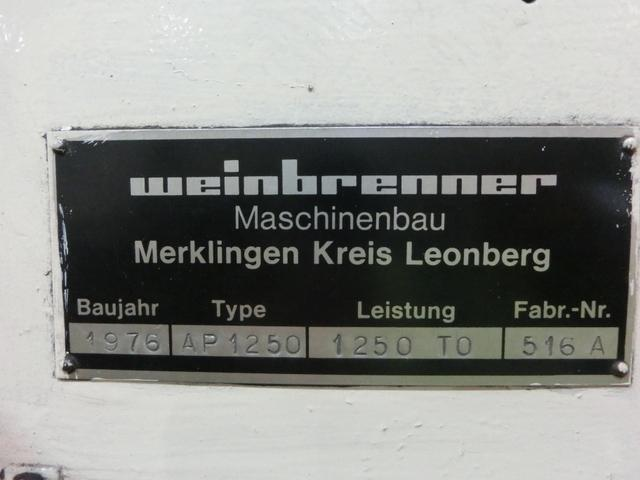 weinbrenner
Maschinenbau
Merklingen Kreis Leonberg
Baujahr Type Leistung Fabr.-Nr.
1976 AP1250 1250 TO 516 A